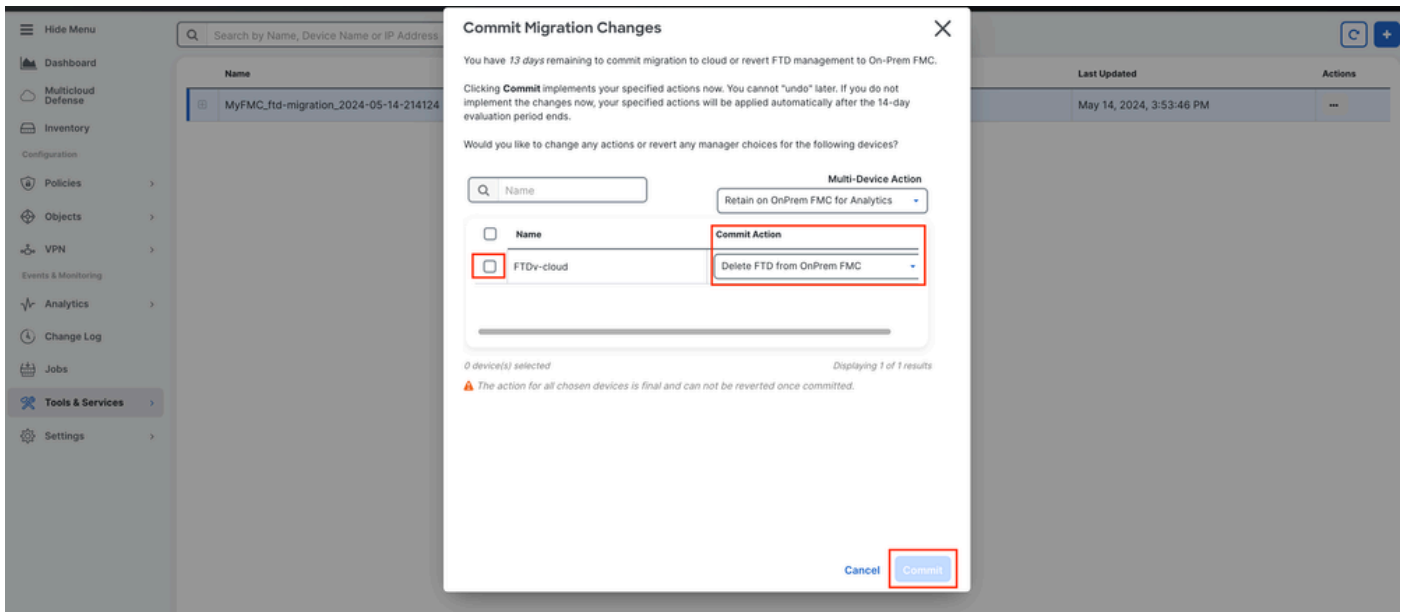 Hide Menu
Dashboard
Multicloud
Defense
Inventory
Configuration
Policies
Objects
VPN
Events & Monitoring
Analytics
Change Log
Jobs
Tools & Services
Settings
Search by Name, Device Name or IP Address
Name
Last Updated
Actions
MyFMC_ftd-migration_2024-05-14-214124
May 14, 2024, 3:53:46 PM
Commit Migration Changes
You have 13 days remaining to commit migration to cloud or revert FTD management to On-Prem FMC.
Clicking Commit implements your specified actions now. You cannot "undo" later. If you do not
implement the changes now, your specified actions will be applied automatically after the 14-day
evaluation period ends.
Would you like to change any actions or revert any manager choices for the following devices?
Multi-Device Action
Name
Retain on OnPrem FMC for Analytics
Name
Commit Action
FTDv-cloud
Delete FTD from OnPrem FMC
0 device(s) selected
Displaying 1 of 1 results
The action for all chosen devices is final and can not be reverted once committed.
Cancel
Commit